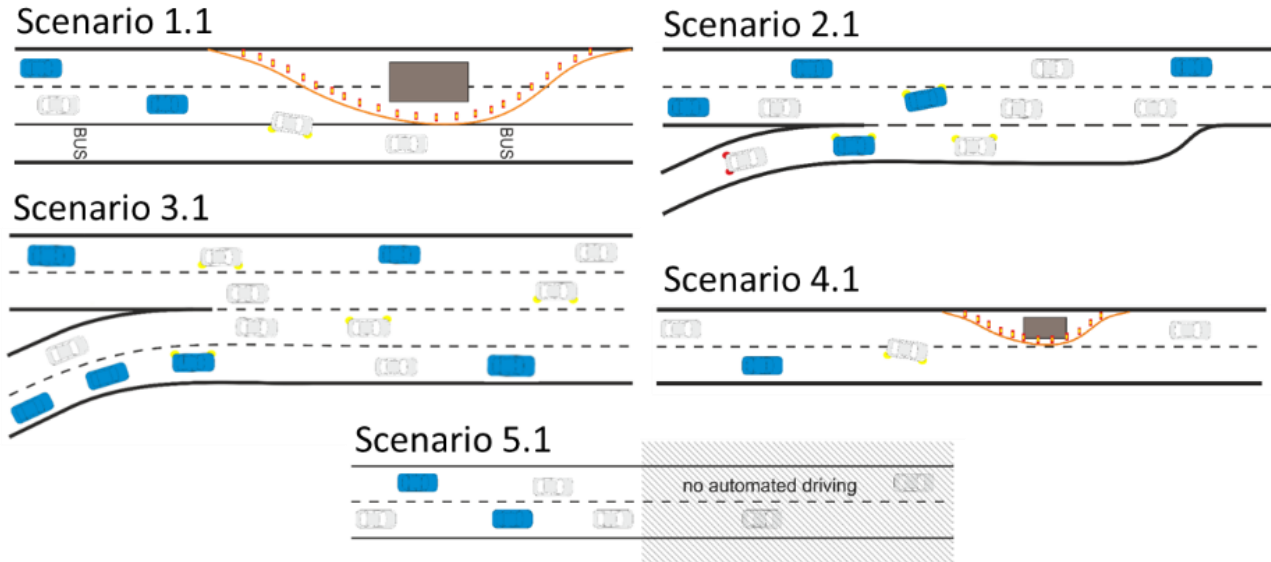 Scenario 1.1
BUS
BUS
Scenario 2.1
Scenario 3.1
Scenario 4.1
Scenario 5.1
no automated driving